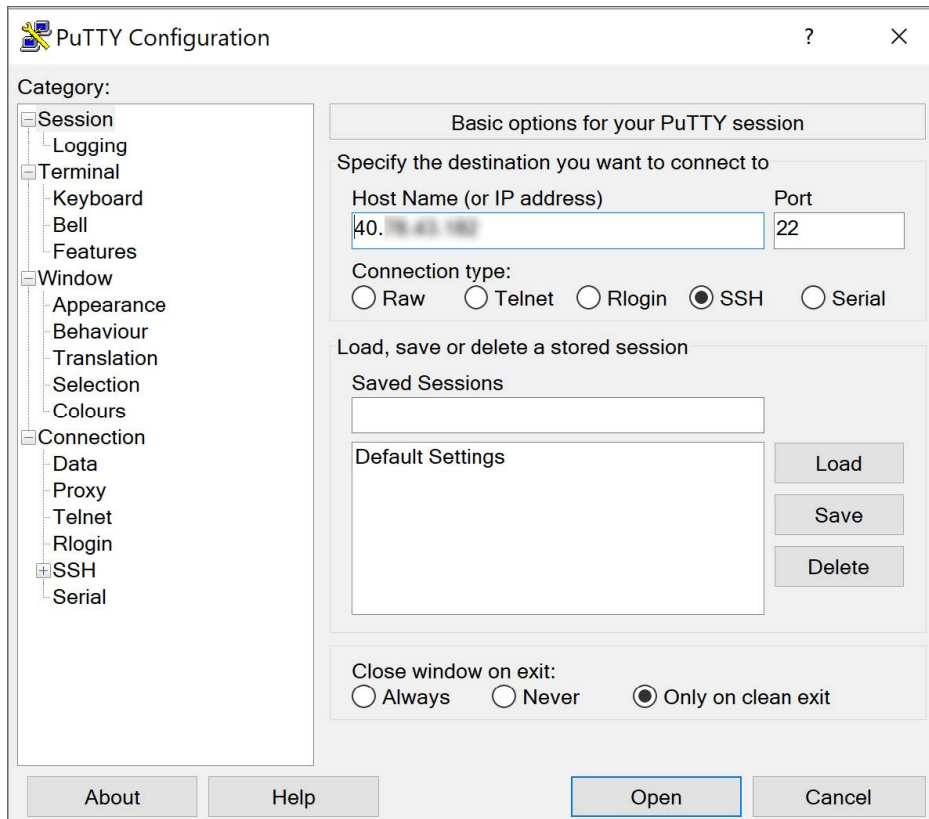 PuTTY Configuration
?
Category:
Session
Logging
Terminal
Keyboard
Bell
Features
Window
Appearance
Behaviour
Translation
Selection
Colours
Connection
Data
Proxy
Telnet
Rlogin
SSH
Serial
Basic options for your PuTTY session
Specify the destination you want to connect to
Host Name (or IP address) Port
40. 22
Connection type:
Raw Telnet Rlogin SSH Serial
Load, save or delete a stored session
Saved Sessions
Default Settings
Load
Save
Delete
Close window on exit:
Always Never Only on clean exit
About Help Open Cancel